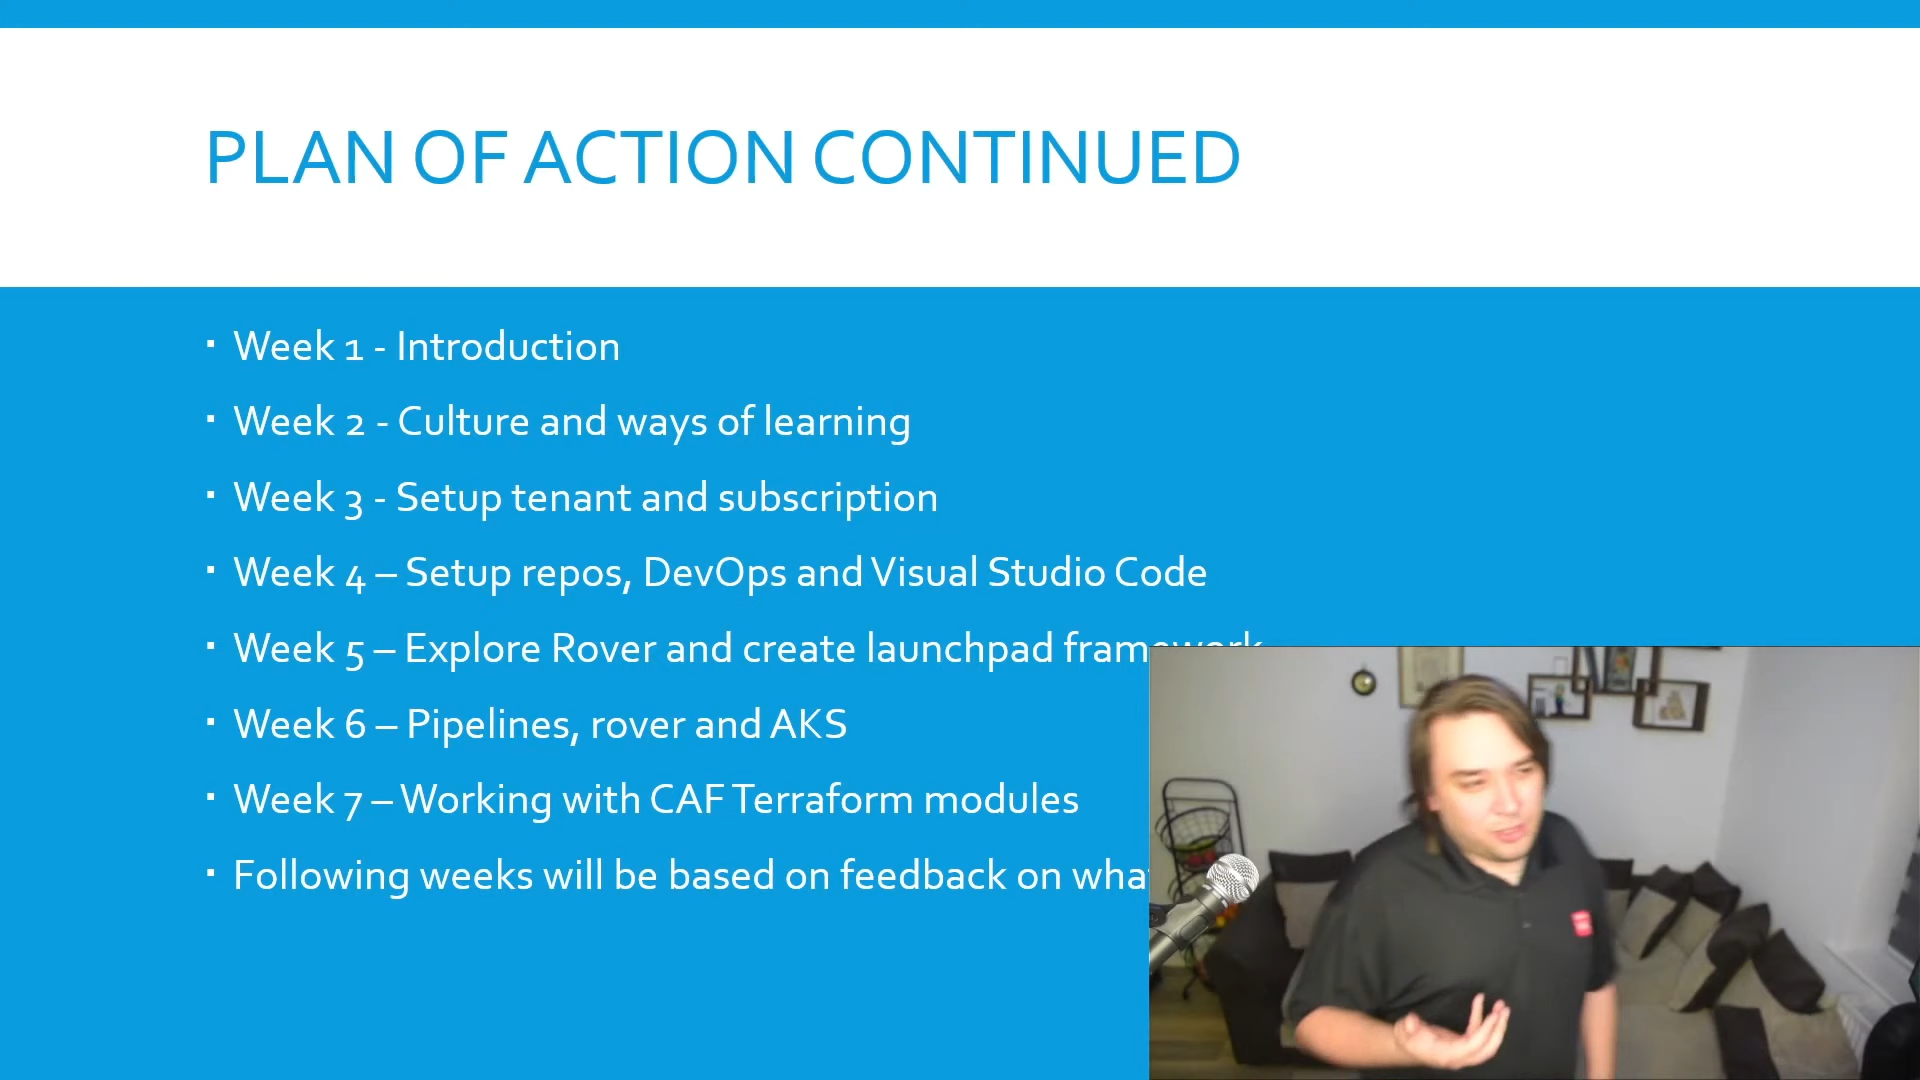 PLAN OF ACTION CONTINUED
▪ Week 1 - Introduction
▪ Week 2 - Culture and ways of learning
▪ Week 3 - Setup tenant and subscription
▪ Week 4 – Setup repos, DevOps and Visual Studio Code
▪ Week 5 – Explore Rover and create launchpad framework
▪ Week 6 – Pipelines, rover and AKS
▪ Week 7 – Working with CAF Terraform modules
▪ Following weeks will be based on feedback on